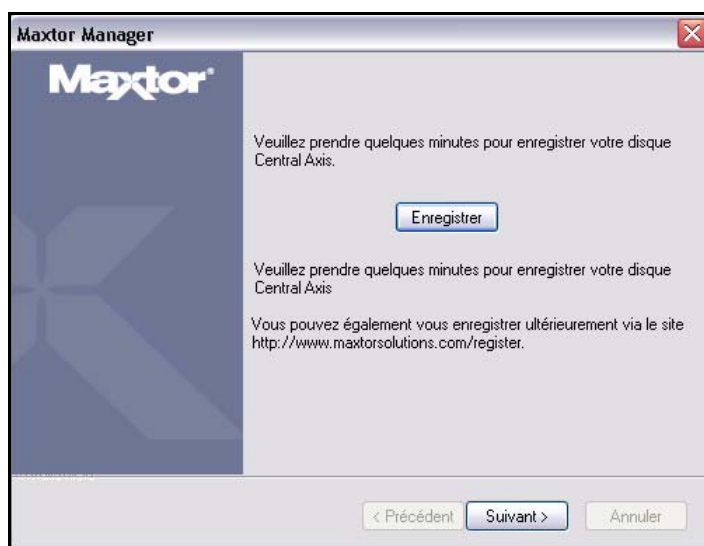 Maxtor Manager
Maxtor
Veuillez prendre quelques minutes pour enregistrer votre disque
Central Axis.
Enregistrer
Veuillez prendre quelques minutes pour enregistrer votre disque
Central Axis
Vous pouvez également vous enregistrer ultérieurement via le site
http://www.maxtorsolutions.com/register.
< Précédent
Suivant >
Annuler